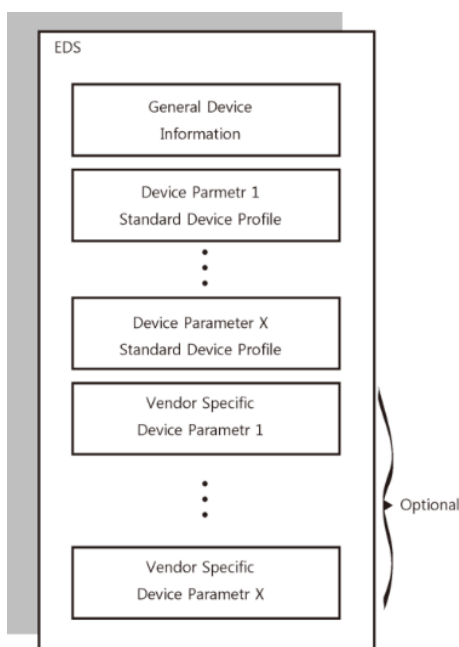 EDS
General Device
Information
Device Parmetr 1
Standard Device Profile
Device Parameter X
Standard Device Profile
Vendor Specific
Device Parametr 1
Optional
Vendor Specific
Device Parametr X